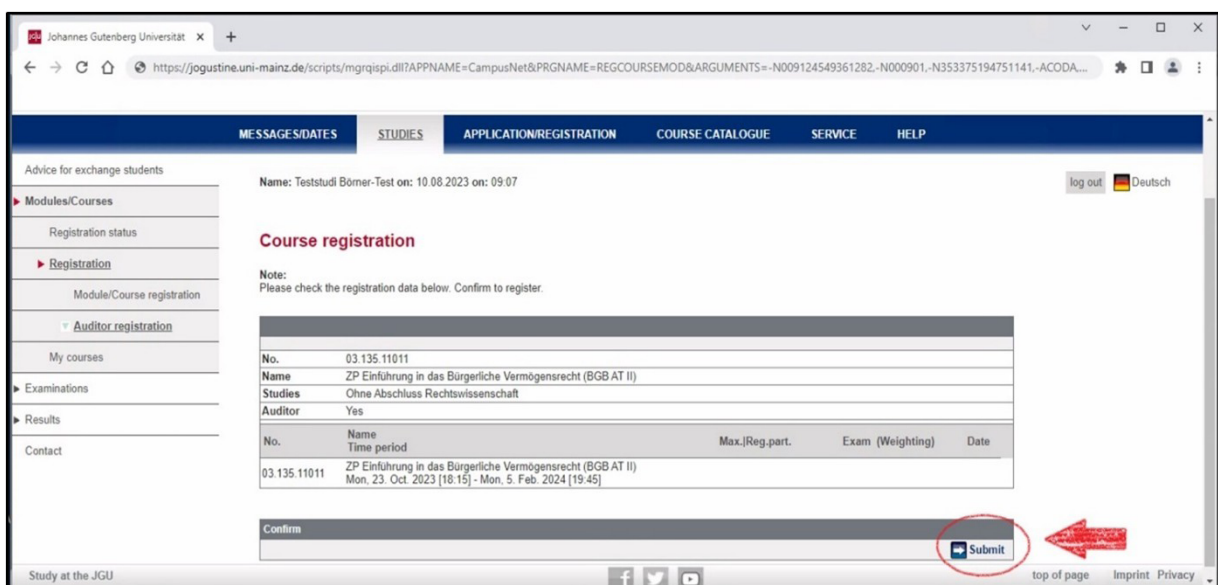 jgu Johannes Gutenberg Universität
https://jogustine.uni-mainz.de/scripts/mgrqispi.dll?APPNAME=CampusNet&PRGNAME=REGCOURSEMOD&ARGUMENTS=-N009124549361282,-N000901,-N353375194751141,-ACODA,...
MESSAGES/DATES STUDIES APPLICATION/REGISTRATION COURSE CATALOGUE SERVICE HELP
Advice for exchange students
Modules/Courses
Registration status
Registration
Module/Course registration
Auditor registration
My courses
Examinations
Results
Contact
Name: Teststudi Börner-Test on: 10.08.2023 on: 09:07
log out Deutsch
Course registration
Note:
Please check the registration data below. Confirm to register.
No. 03.135.11011
Name ZP Einführung in das Bürgerliche Vermögensrecht (BGB AT II)
Studies Ohne Abschluss Rechtswissenschaft
Auditor Yes
No. Name Max.|Reg.part. Exam (Weighting) Date
Time period
03.135.11011 ZP Einführung in das Bürgerliche Vermögensrecht (BGB AT II)
Mon, 23. Oct. 2023 [18:15] - Mon, 5. Feb. 2024 [19:45]
Confirm
Submit
Study at the JGU top of page Imprint Privacy